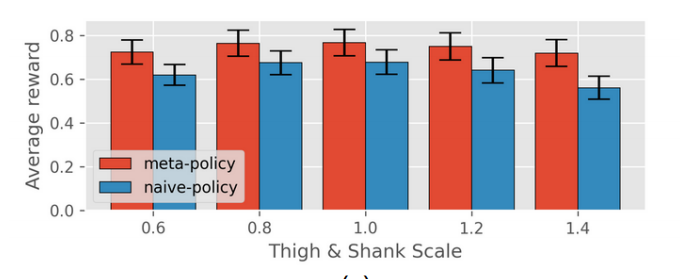 Average reward
0.8
0.6
0.4
0.2
0.0
meta-policy
naive-policy
0.6 0.8 1.0 1.2 1.4
Thigh & Shank Scale